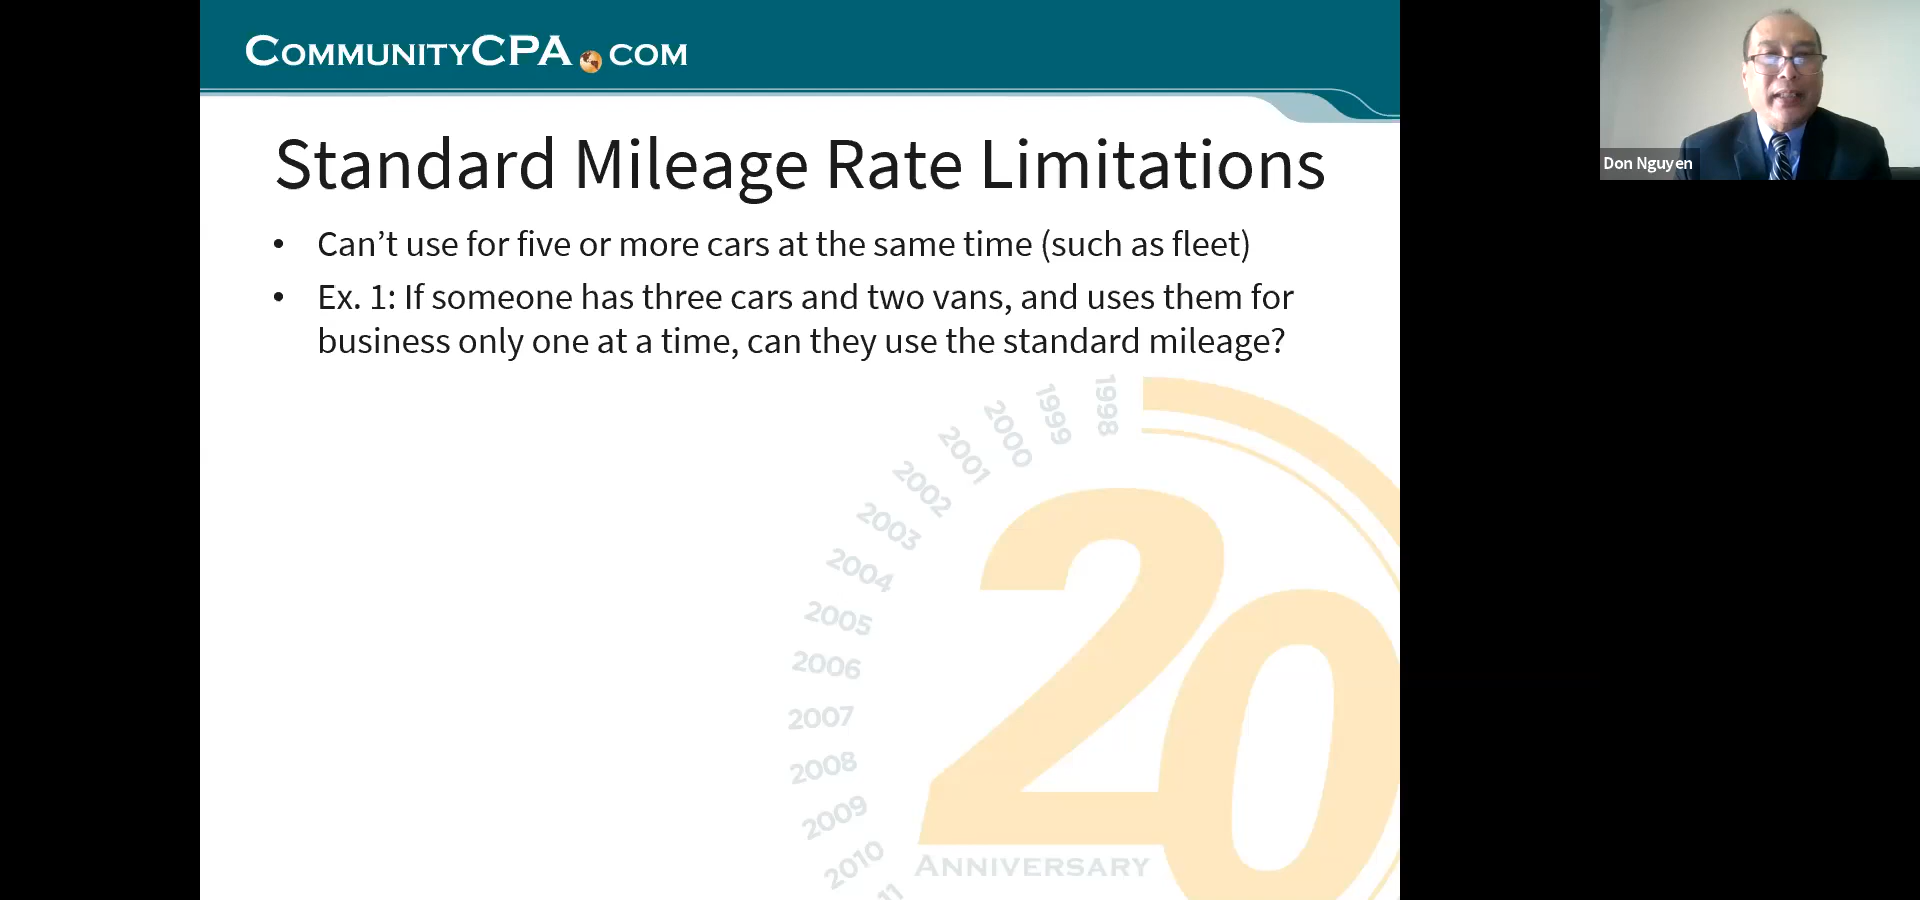 COMMUNITYCPA.COM
Don Nguyen
Standard Mileage Rate Limitations
• Can’t use for five or more cars at the same time (such as fleet)
• Ex. 1: If someone has three cars and two vans, and uses them for
business only one at a time, can they use the standard mileage?
1998
1999
2000
2001
2002
2003
2004
2005
2006
2007
2008
2009
2010
11
20
ANNIVERSARY